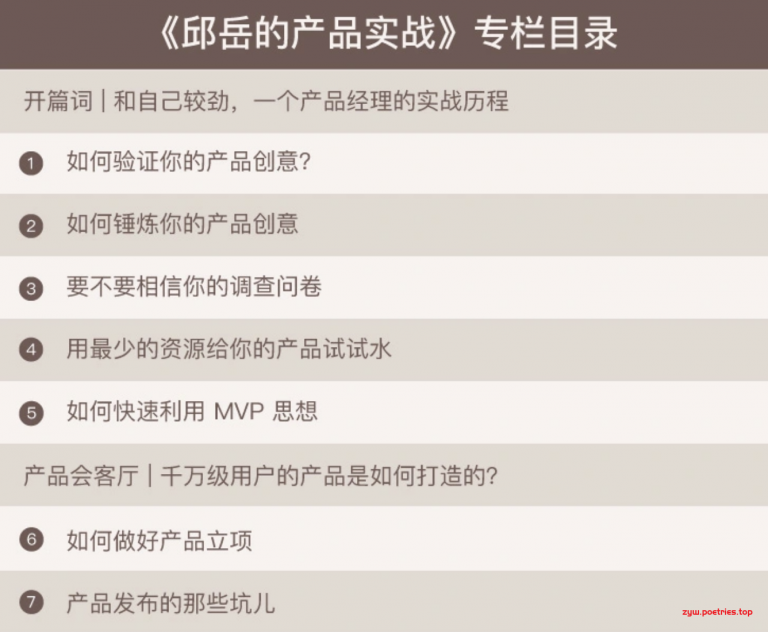 《邱岳的产品实战》专栏目录
开篇词 | 和自己较劲，一个产品经理的实战历程
1 如何验证你的产品创意?
2 如何锤炼你的产品创意
3 要不要相信你的调查问卷
4 用最少的资源给你的产品试试水
5 如何快速利用 MVP 思想
产品会客厅 | 千万级用户的产品是如何打造的?
6 如何做好产品立项
7 产品发布的那些坑儿
zyw.poetries.top